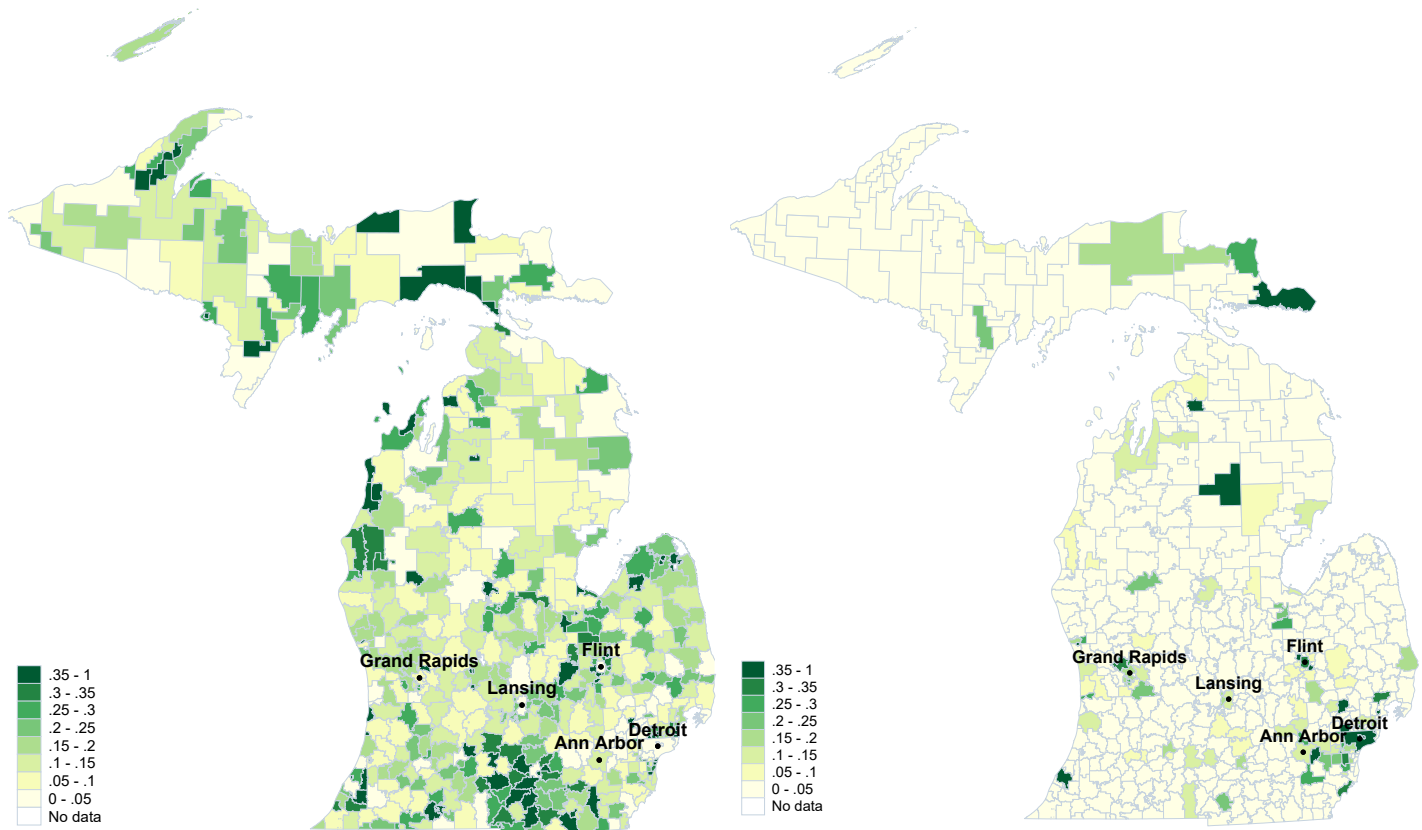 Grand Rapids
Flint
Lansing
Detroit
Ann Arbor
.35 - 1
.3 - .35
.25 - .3
.2 - .25
.15 - .2
.1 - .15
.05 - .1
0 - .05
No data
Grand Rapids
Flint
Lansing
Detroit
Ann Arbor
.35 - 1
.3 - .35
.25 - .3
.2 - .25
.15 - .2
.1 - .15
.05 - .1
0 - .05
No data